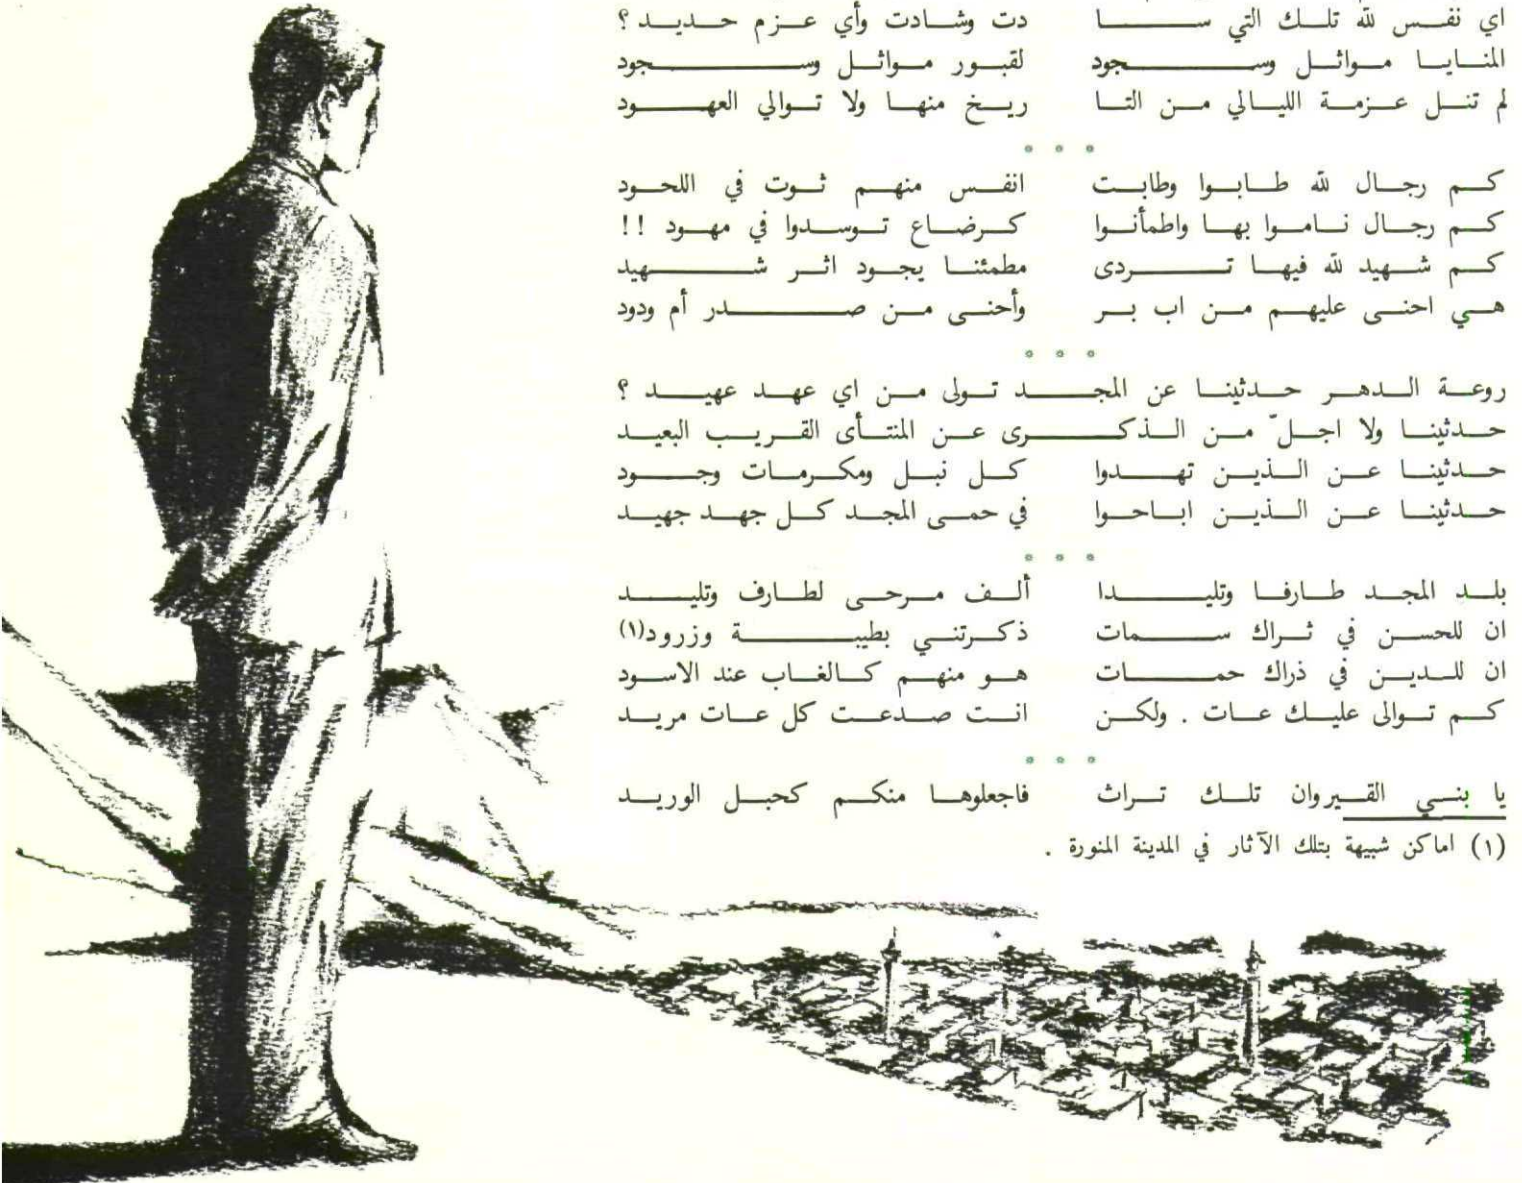 اي نفس لله تلك التي سا دت وشادت وأي عزم حديد ؟
المنايا مواثل وسجود لقبور مواثل وسجود
لم تنل عزمة الليالي من التا ريخ منها ولا توالي العهود
كم رجال لله طابوا وطابت انفس منهم ثوت في اللحود
كم رجال ناموا بها واطمأنوا كرضاع توسدوا في مهود !!
كم شهيد لله فيها تردى مطمئنا يجود اثر شهيد
هي احنى عليهم من اب بر وأحنى من صدر أم ودود
روعة الدهر حدثينا عن المجد تولى من اي عهد عهيد ؟
حدثينا ولا اجلّ من الذكرى عن المنتأى القريب البعيد
حدثينا عن الذين تهدوا كل نبل ومكرمات وجود
حدثينا عن الذين اباحوا في حمى المجد كل جهد جهيد
بلد المجد طارفا وتليدا ألف مرحى لطارف وتليد
ان للحسن في ثراك سمات ذكرتني بطيبة وزرود(١)
ان للدين في ذراك حمات هو منهم كالغاب عند الاسود
كم توالى عليك عات . ولكن انت صدعت كل عات مريد
يا بني القيروان تلك تراث فاجعلوها منكم كحبل الوريد
(١) اماكن شبيهة بتلك الآثار في المدينة المنورة .